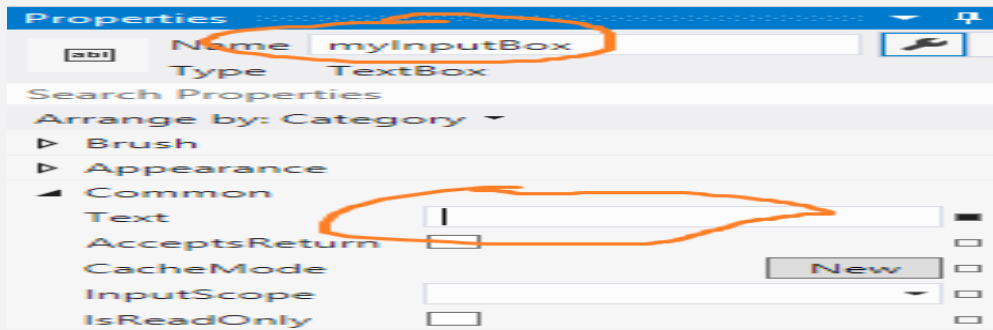 Properties
Name myInputBox
abl
Type TextBox
Search Properties
Arrange by: Category
Brush
Appearance
Common
Text
AcceptsReturn
CacheMode New
InputScope
IsReadOnly